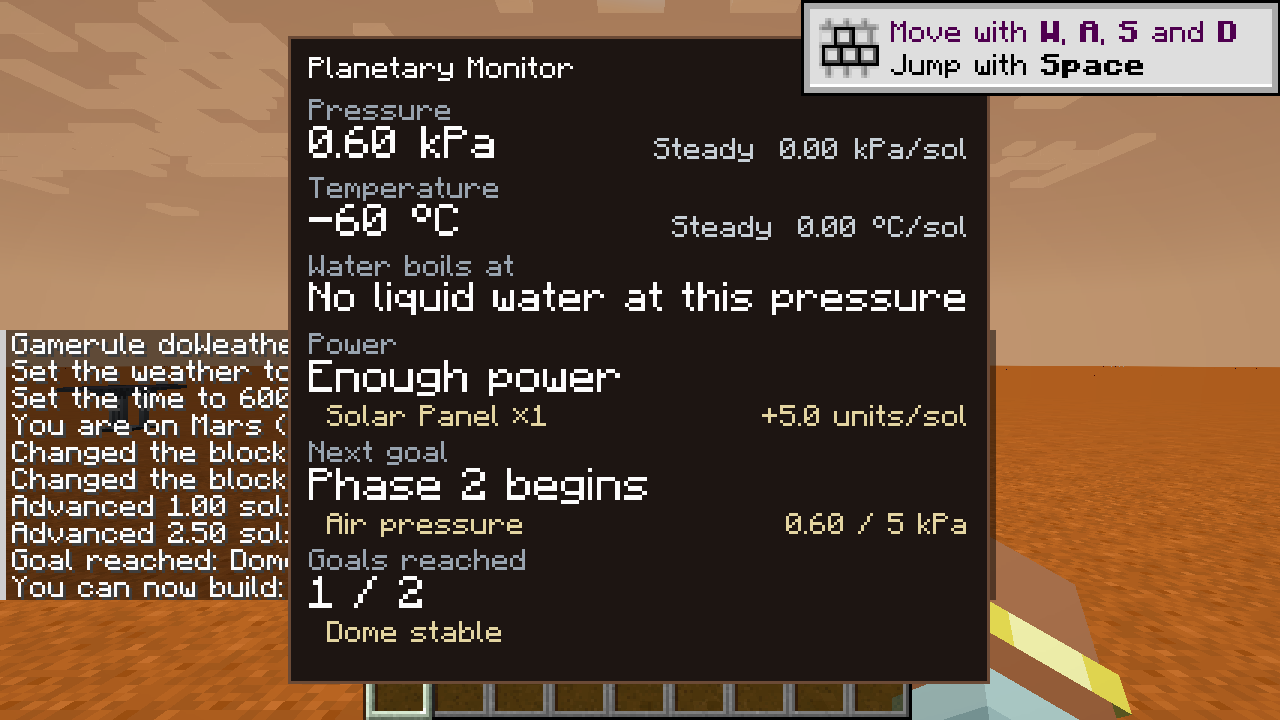 Move with W, A, S and D
Jump with Space
Planetary Monitor
Pressure
0.60 kPa
Steady 0.00 kPa/sol
Temperature
-60 °C
Steady 0.00 °C/sol
Water boils at
No liquid water at this pressure
Power
Enough power
Solar Panel ×1
+5.0 units/sol
Next goal
Phase 2 begins
Air pressure
0.60 / 5 kPa
Goals reached
1 / 2
Dome stable
Gamerule doWeathe
Set the weather to
Set the time to 600
You are on Mars (
Changed the block
Changed the block
Advanced 1.00 sol
Advanced 2.50 sol
Goal reached: Dom
You can now build: